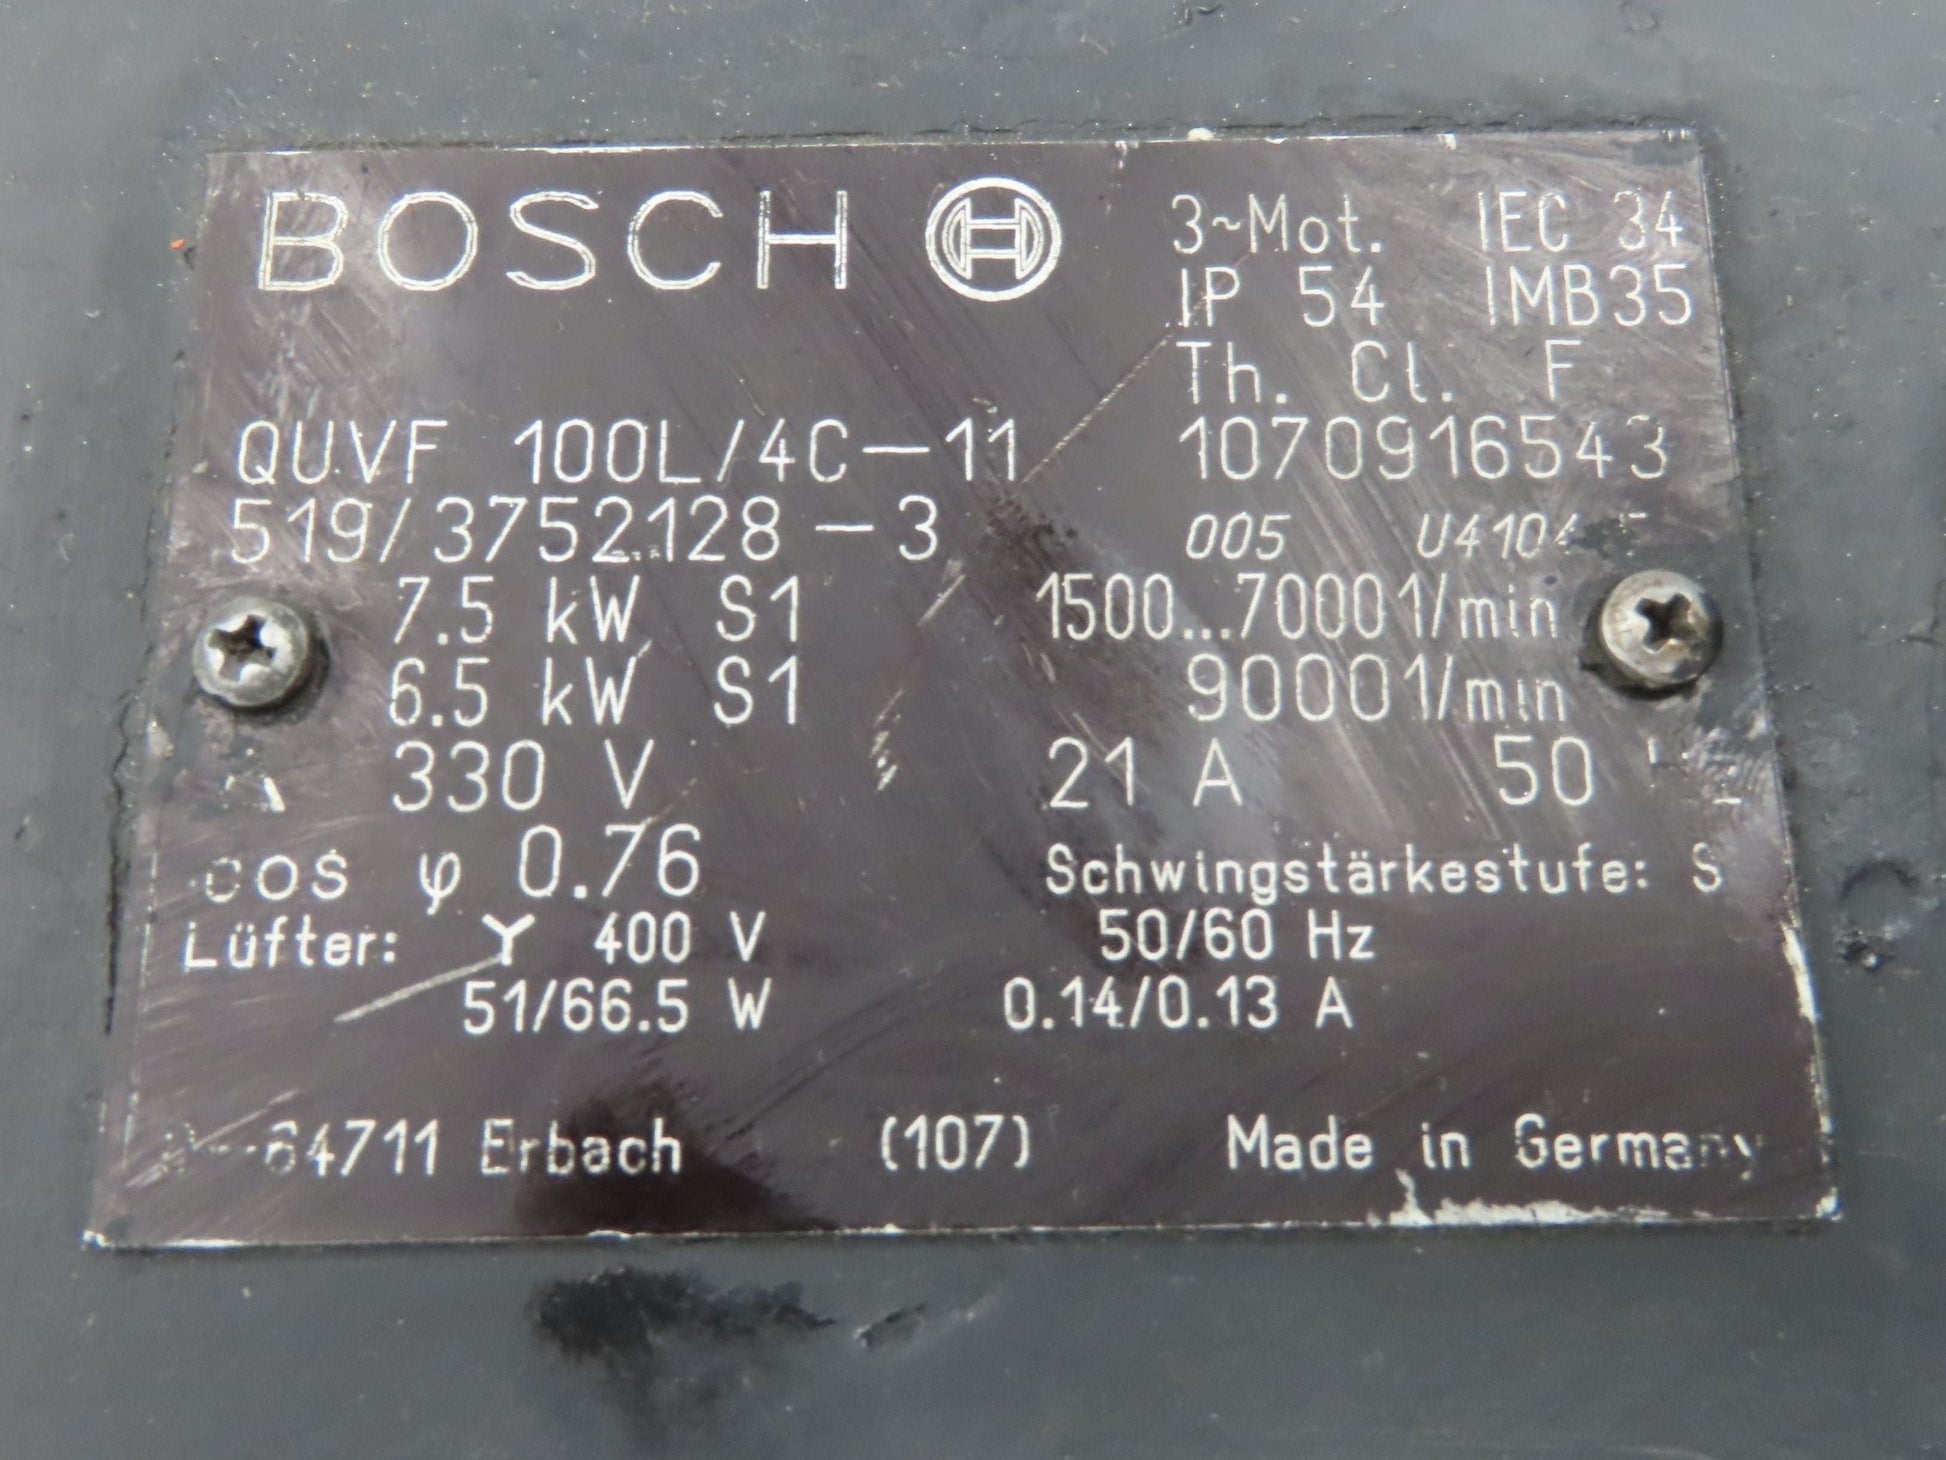 BOSCH
3~Mot. IEC 34
IP 54 IMB35
Th. Cl. F
QUVF 100L/4C-11 1070916543
519/3752128-3 005
7.5 kW S1 1500...7000 1/min
6.5 kW S1 9000 1/min
330 V 21 A 50
cos φ 0.76 Schwingstärkestufe: S
Lüfter: Y 400 V 50/60 Hz
51/66.5 W 0.14/0.13 A
64711 Erbach (107) Made in Germany